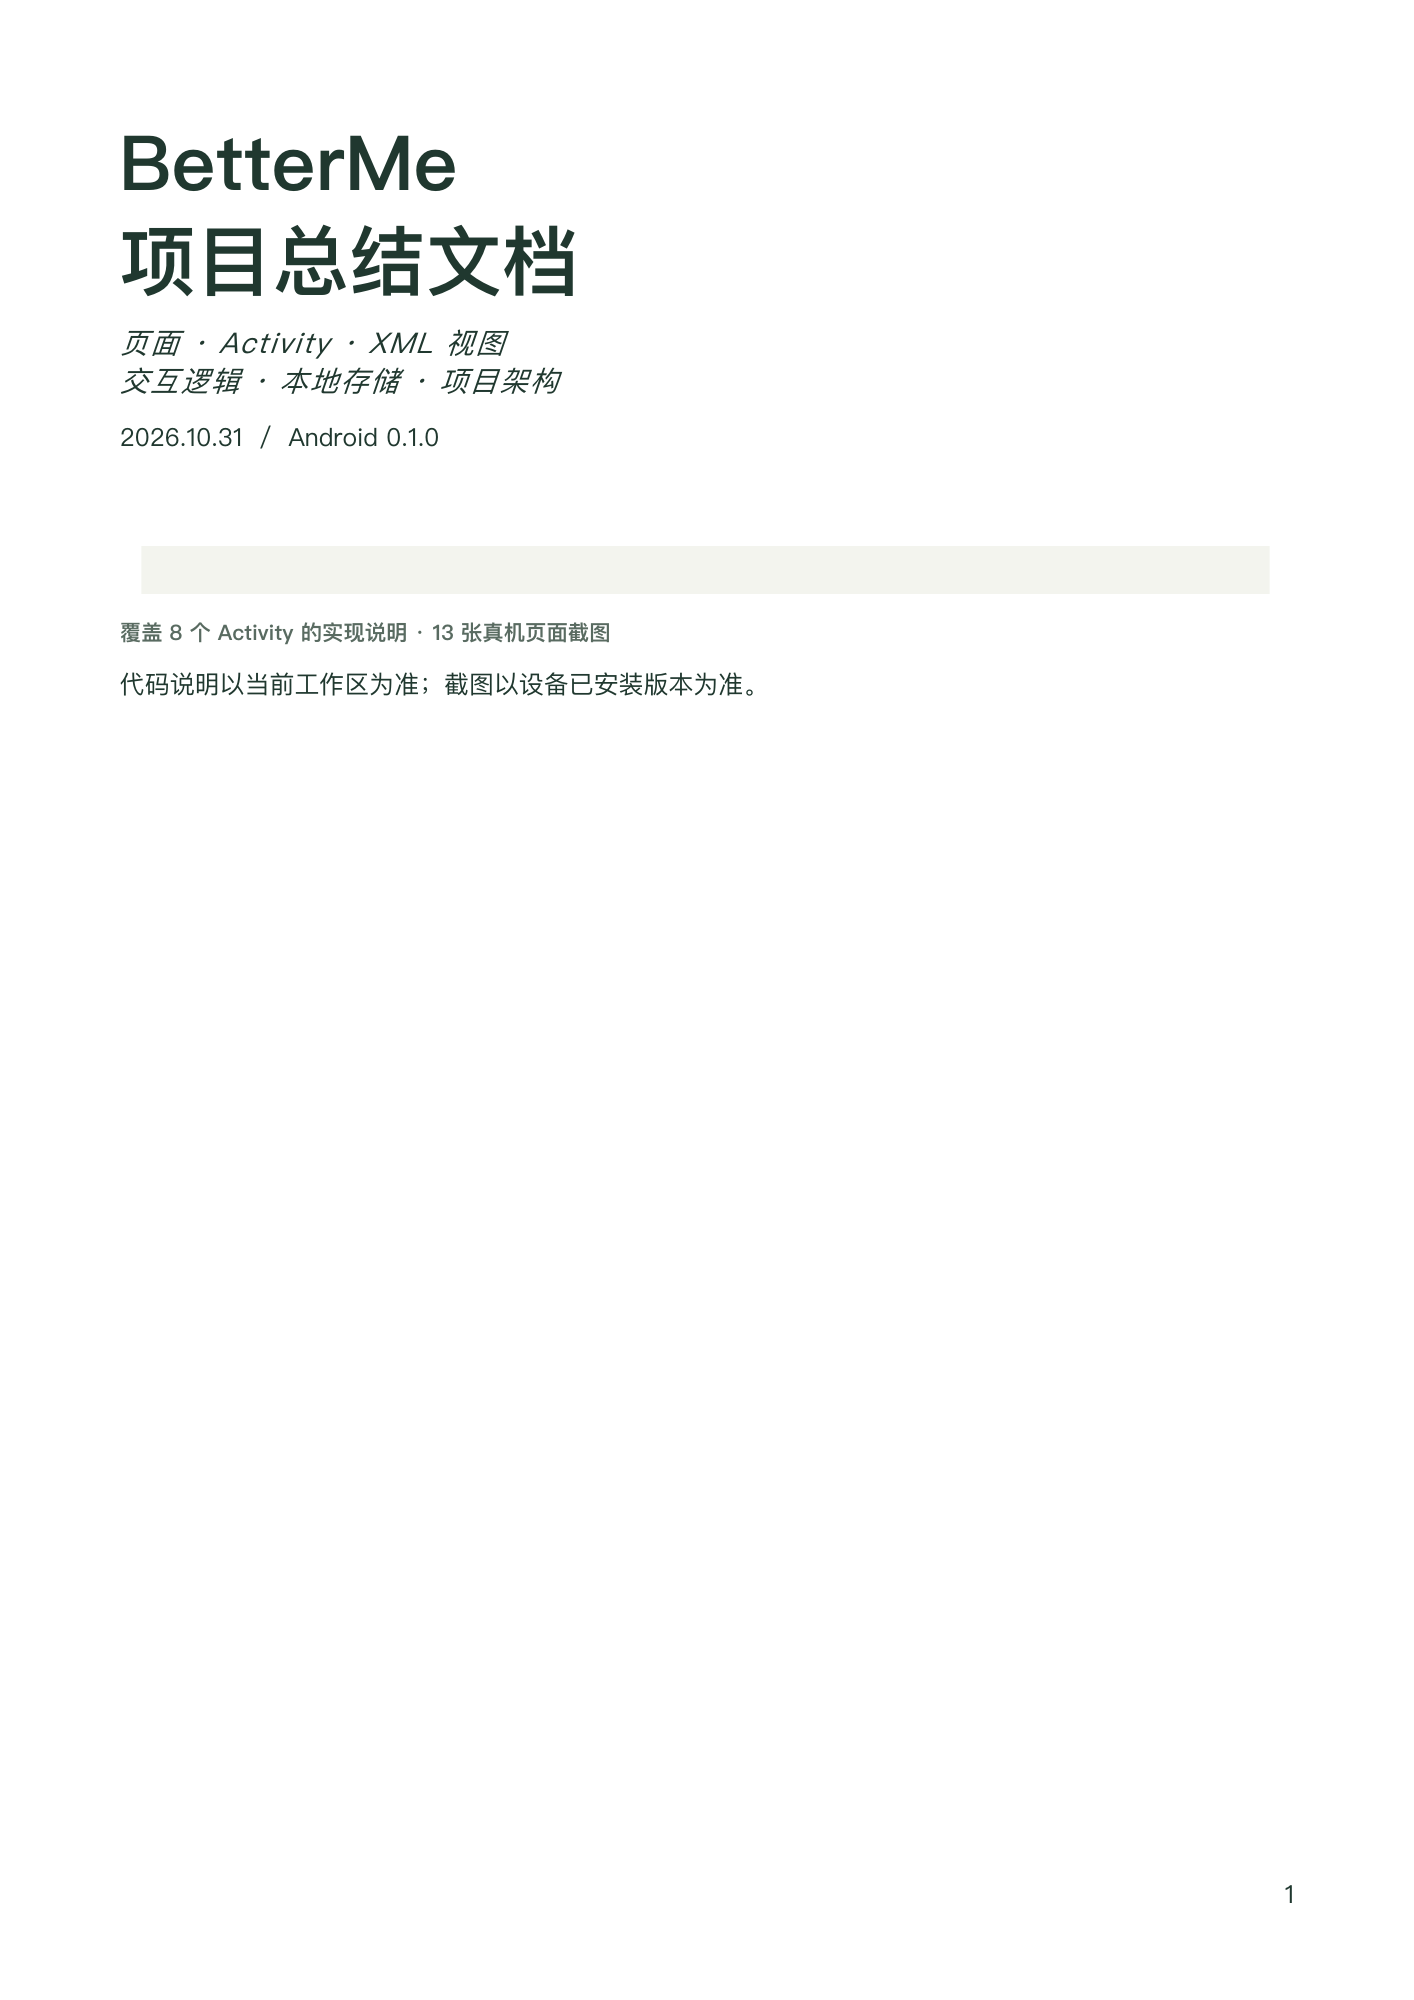 BetterMe
项目总结文档
页面 · Activity · XML 视图
交互逻辑 · 本地存储 · 项目架构
2026.10.31 / Android 0.1.0
覆盖 8 个 Activity 的实现说明 · 13 张真机页面截图
代码说明以当前工作区为准；截图以设备已安装版本为准。
1